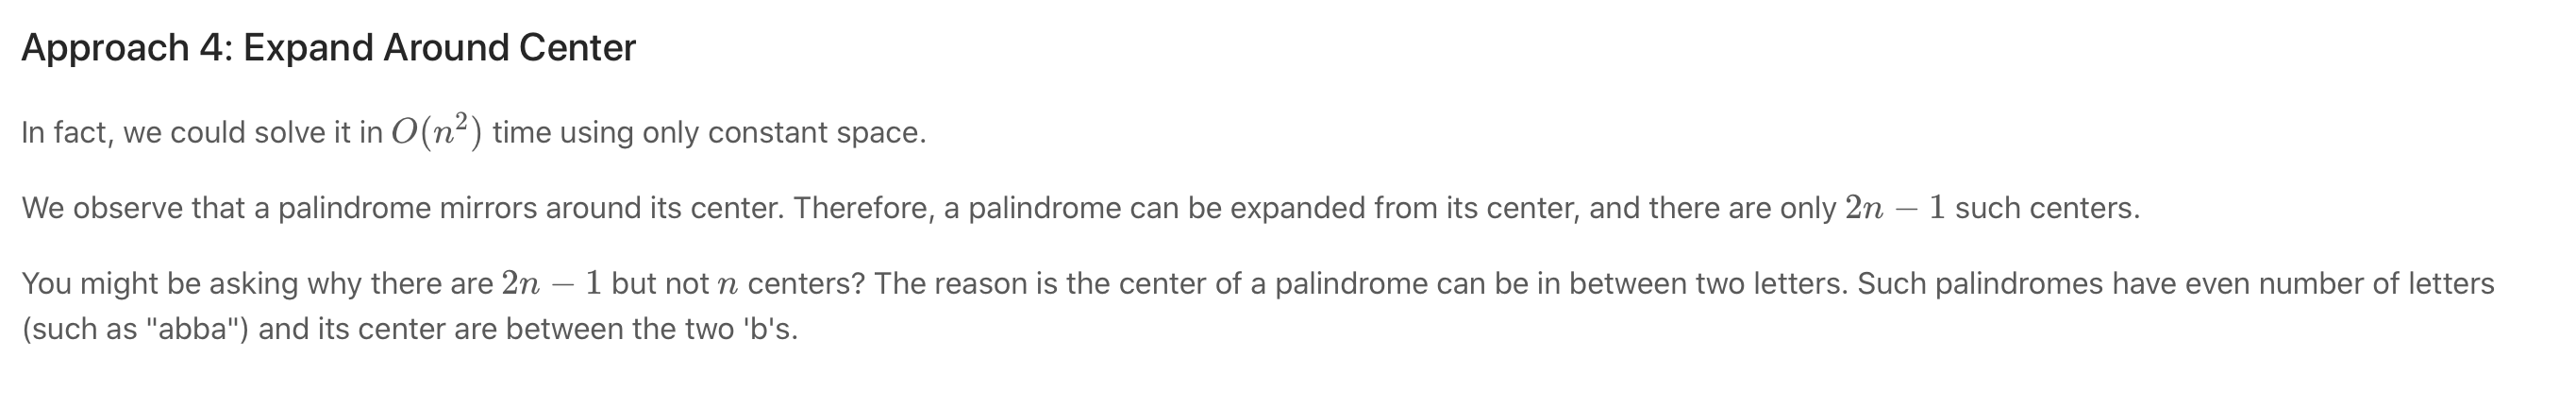 Approach 4: Expand Around Center
In fact, we could solve it in O(n²) time using only constant space.
We observe that a palindrome mirrors around its center. Therefore, a palindrome can be expanded from its center, and there are only 2n − 1 such centers.
You might be asking why there are 2n − 1 but not n centers? The reason is the center of a palindrome can be in between two letters. Such palindromes have even number of letters
(such as "abba") and its center are between the two 'b's.